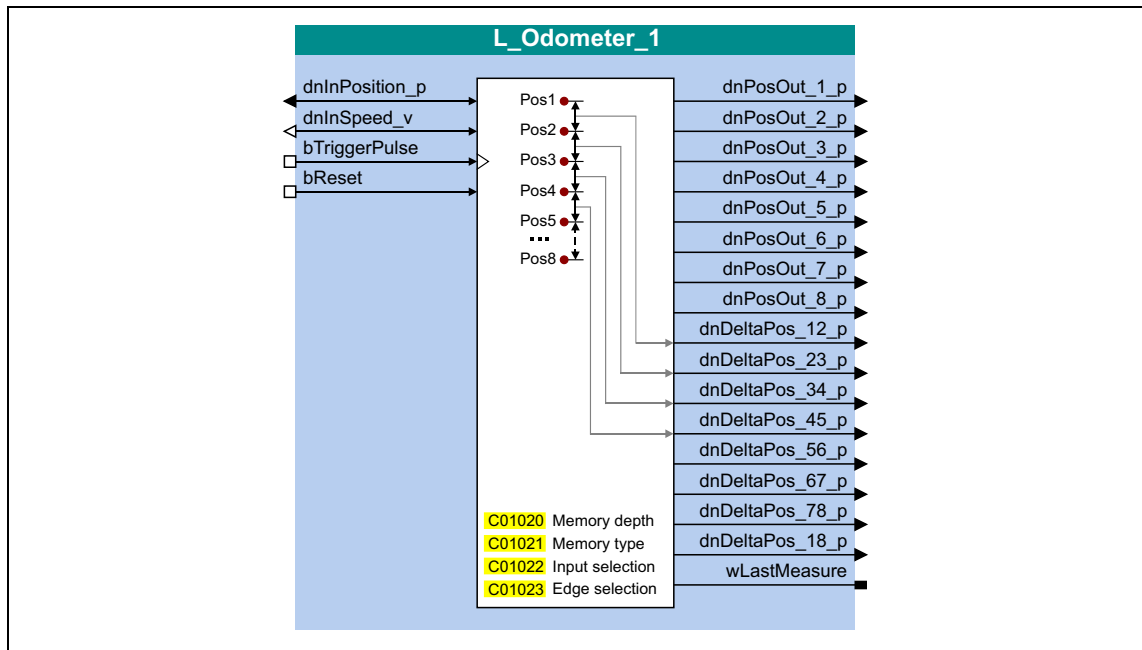 L_Odometer_1
dnInPosition_p
dnInSpeed_v
bTriggerPulse
bReset
Pos1
Pos2
Pos3
Pos4
Pos5
...
Pos8
C01020 Memory depth
C01021 Memory type
C01022 Input selection
C01023 Edge selection
dnPosOut_1_p
dnPosOut_2_p
dnPosOut_3_p
dnPosOut_4_p
dnPosOut_5_p
dnPosOut_6_p
dnPosOut_7_p
dnPosOut_8_p
dnDeltaPos_12_p
dnDeltaPos_23_p
dnDeltaPos_34_p
dnDeltaPos_45_p
dnDeltaPos_56_p
dnDeltaPos_67_p
dnDeltaPos_78_p
dnDeltaPos_18_p
wLastMeasure